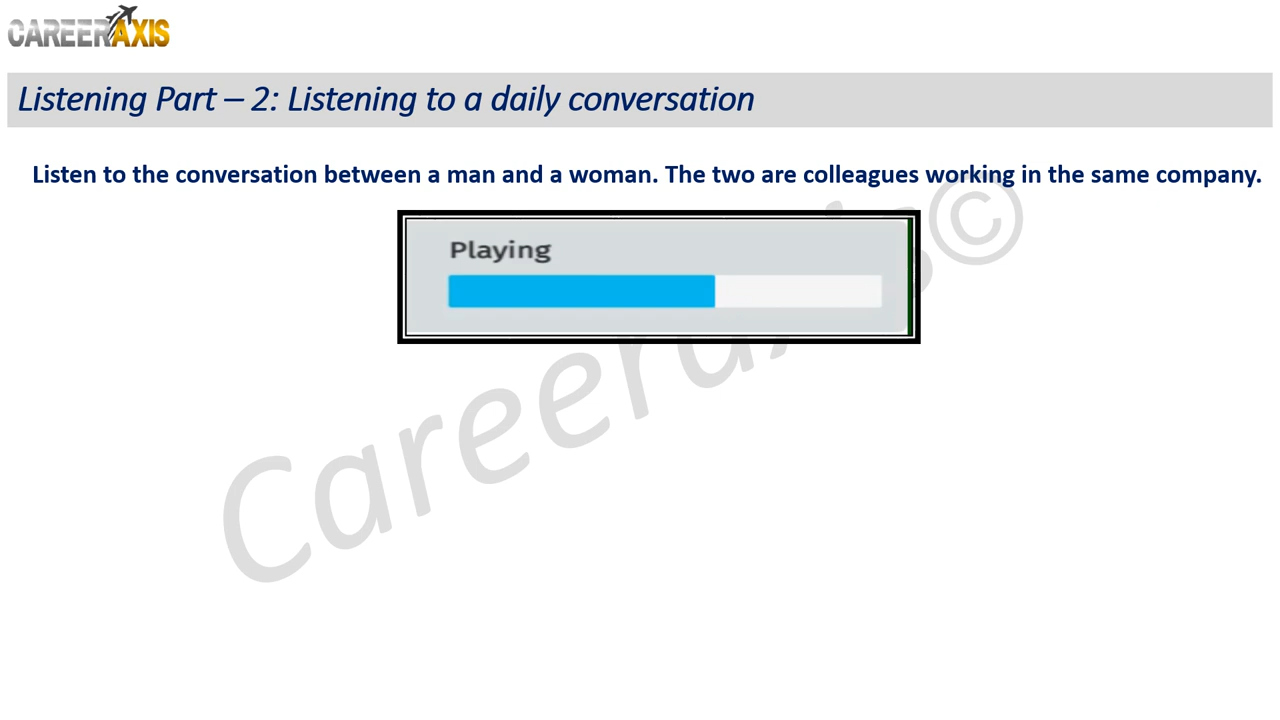 CAREERAXIS
Listening Part – 2: Listening to a daily conversation
Listen to the conversation between a man and a woman. The two are colleagues working in the same company.
Playing
Careeraxis©